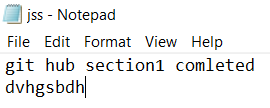 jss - Notepad
File Edit Format View Help
git hub section1 comleted
dvhgsbdh